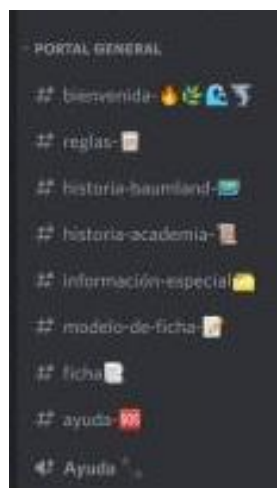 PORTAL GENERAL
# bienvenida-🔥🌿🌊🌪
# reglas-
# historia-baumland-🗺
# historia-academia-📜
# información-especial🗂
# modelo-de-ficha-📝
# ficha📄
# ayuda-🆘
Ayuda